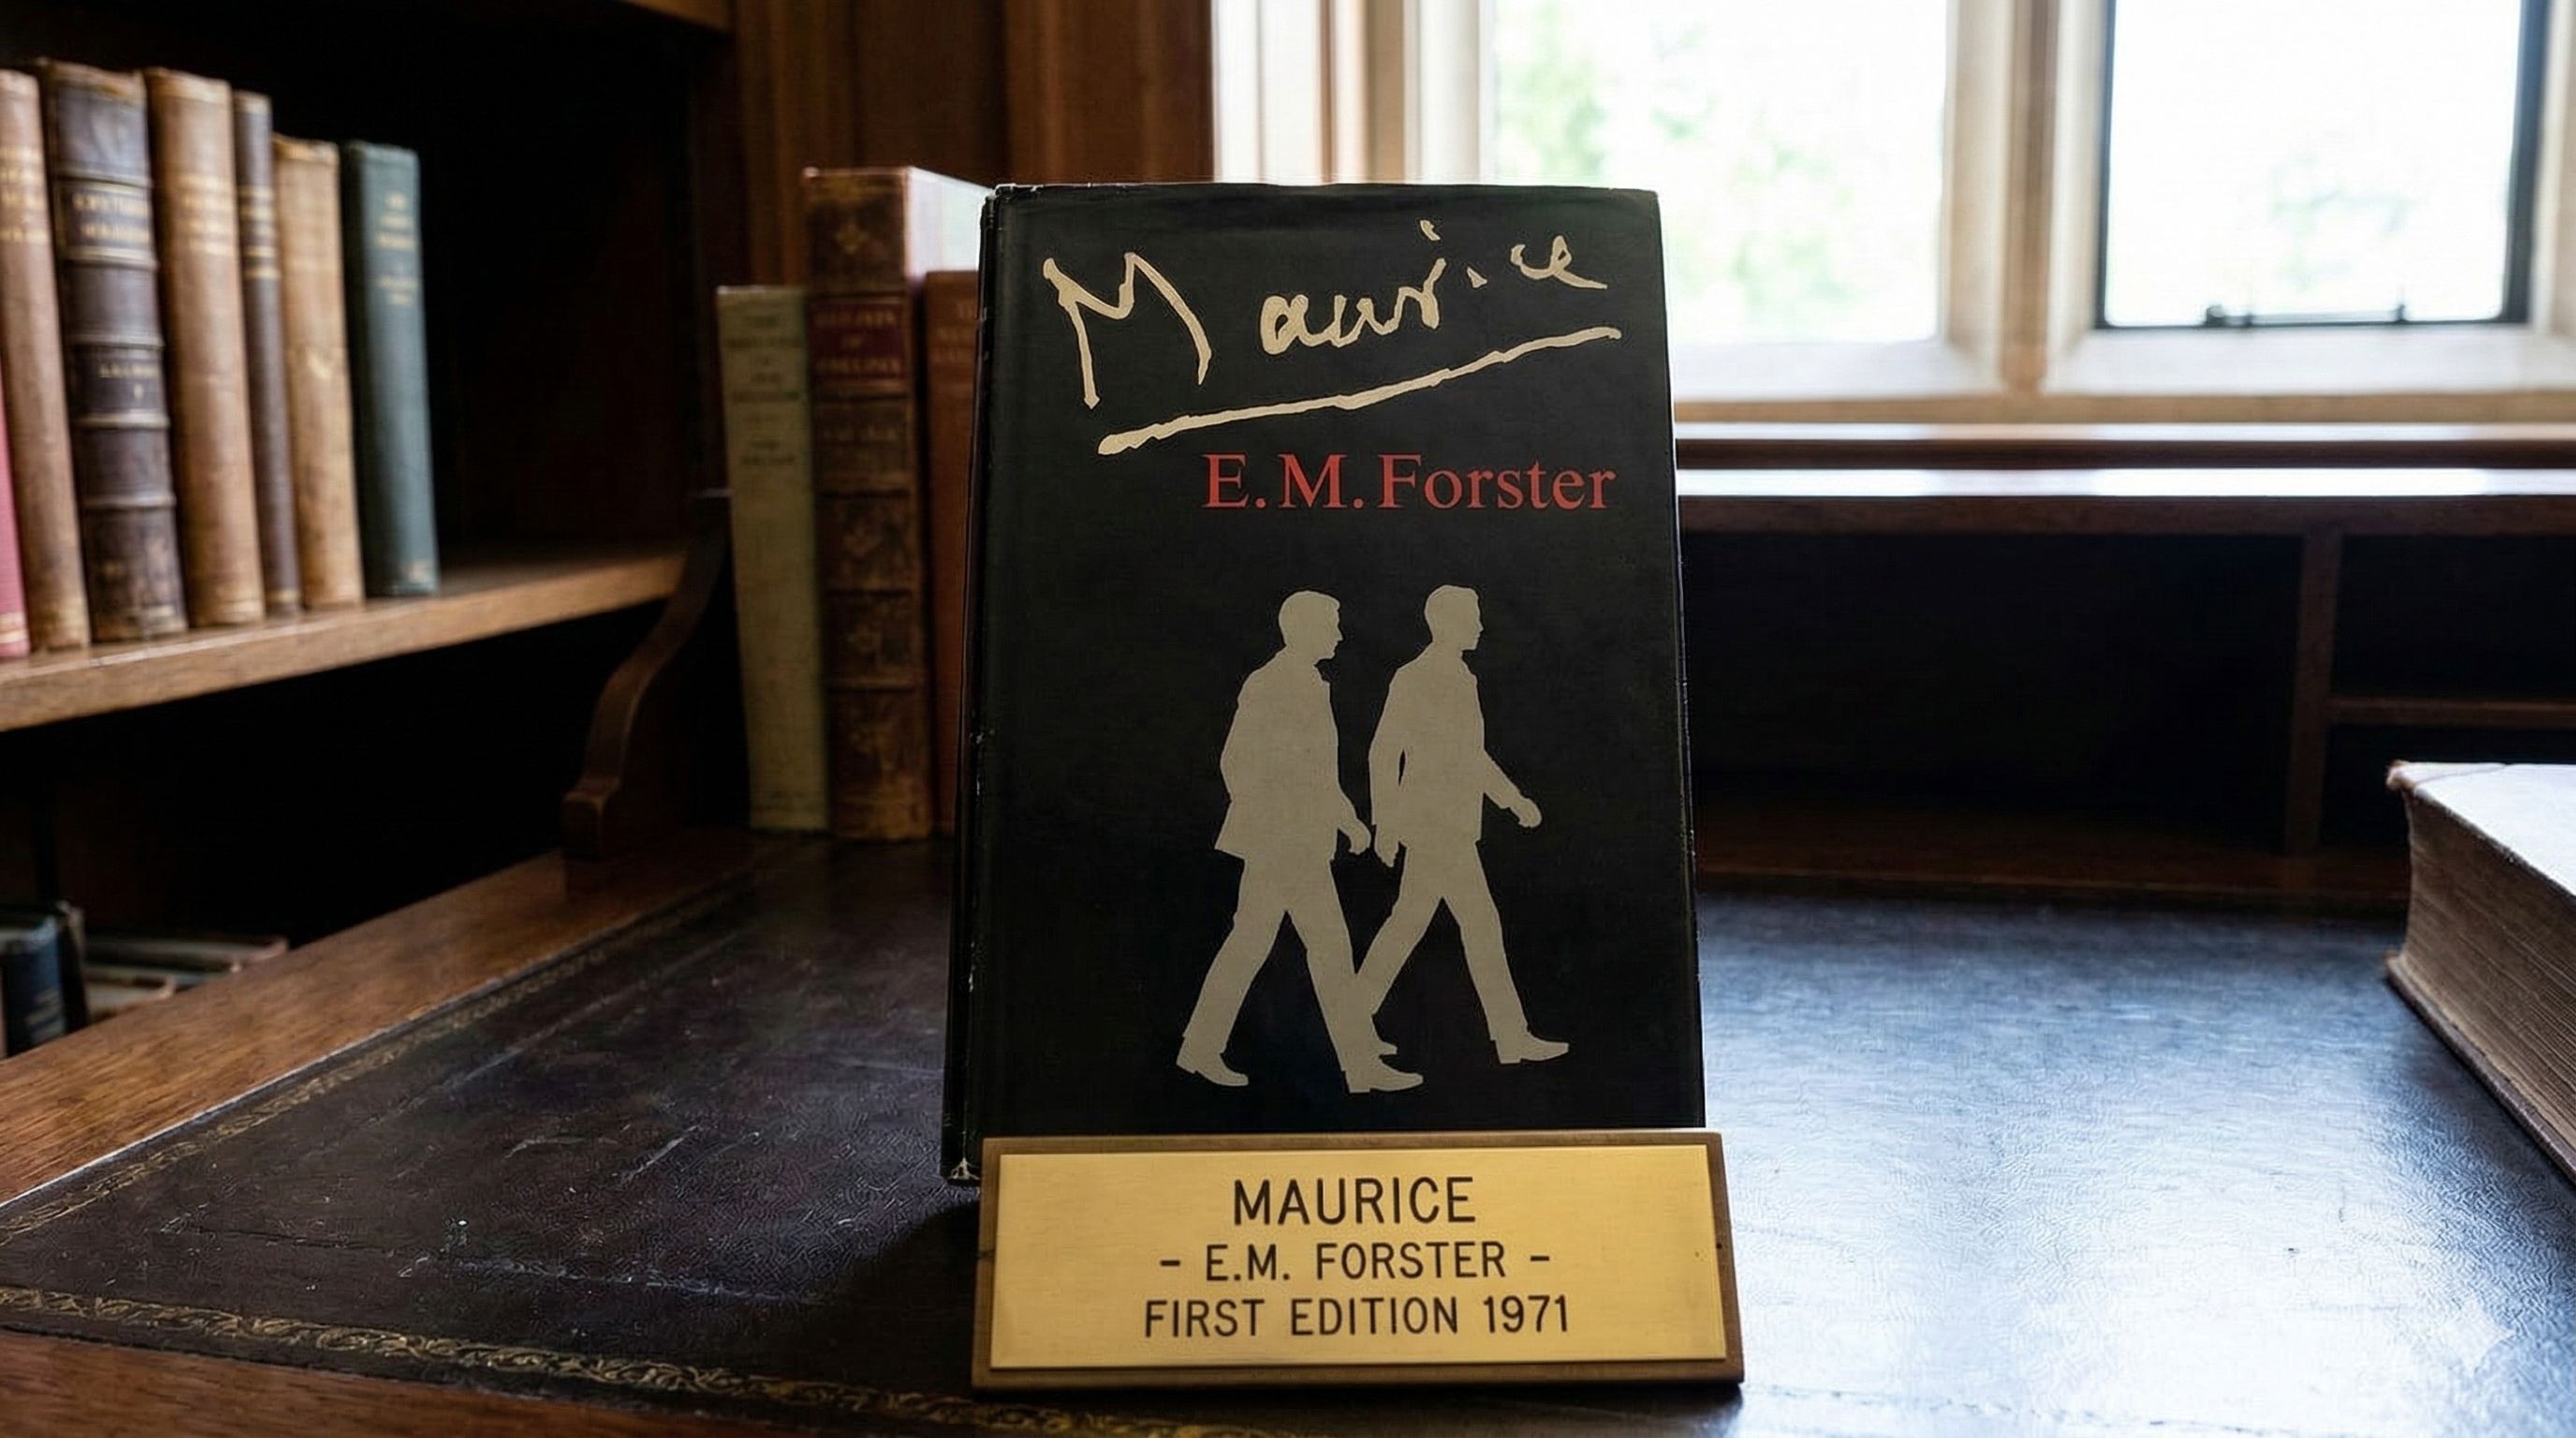 Maurice
E.M.Forster
MAURICE
- E.M. FORSTER -
FIRST EDITION 1971